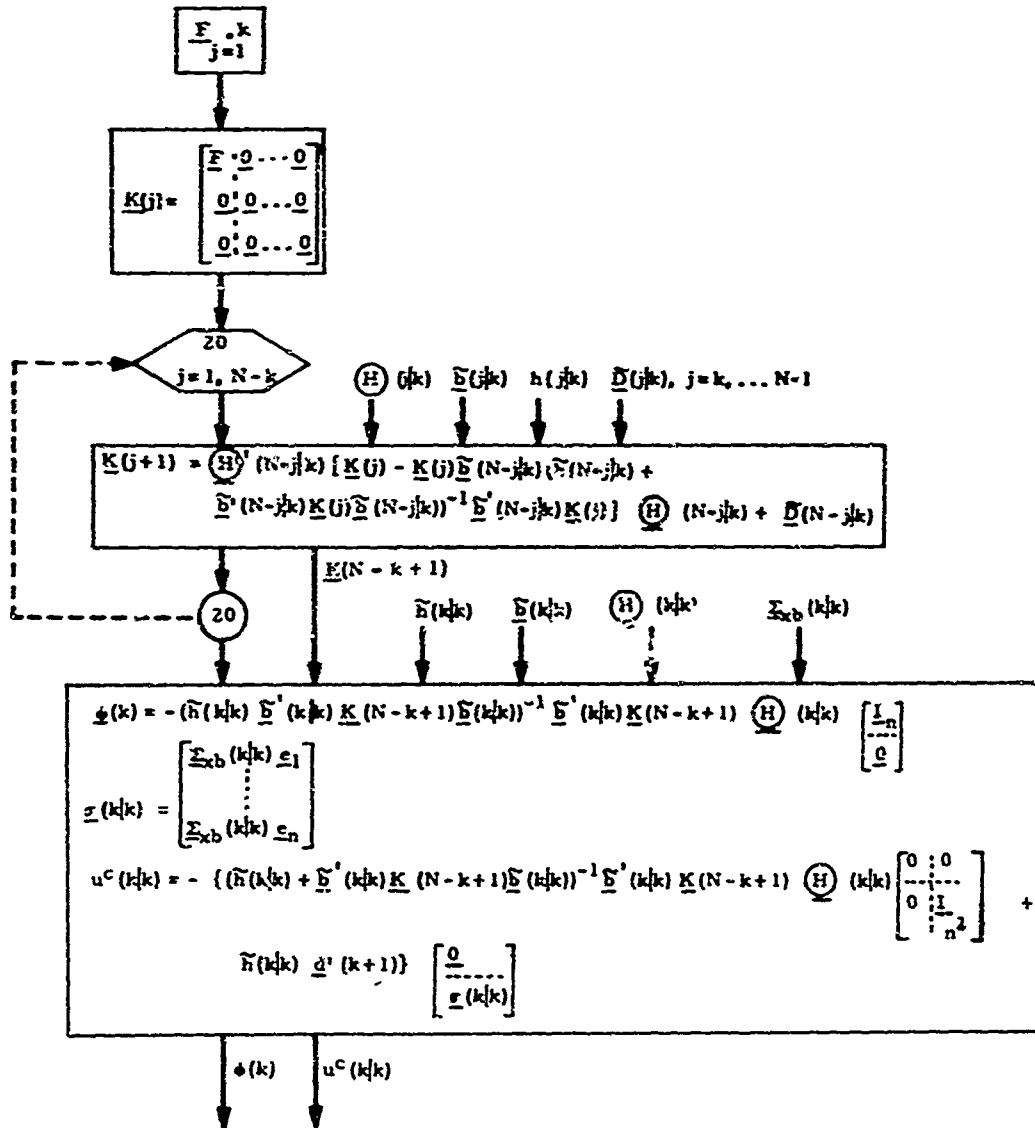 F , k
j=1
K(j) = [F 0 ... 0
0 0 ... 0
0 0 ... 0]
20
j=1, N-k
Ⓗ (j|k) b̃(j|k) h(j|k) D̃(j|k), j=k, ... N-1
K(j+1) = Ⓗ' (N-j|k) [K(j) - K(j) b̃(N-j|k) (h̃(N-j|k) +
b̃'(N-j|k) K(j) b̃(N-j|k))⁻¹ b̃'(N-j|k) K(j)] Ⓗ (N-j|k) + D̃(N-j|k)
K(N-k+1)
20
h̃(k|k) b̃(k|k) Ⓗ (k|k) Σxb(k|k)
φ(k) = -(h̃(k|k) b̃'(k|k) K(N-k+1) b̃(k|k))⁻¹ b̃'(k|k) K(N-k+1) Ⓗ (k|k) [In
0]
σ(k|k) = [Σxb(k|k) e1
⋮
Σxb(k|k) en]
uᶜ(k|k) = - {(h̃(k|k) + b̃'(k|k) K (N-k+1) b̃(k|k))⁻¹ b̃'(k|k) K(N-k+1) Ⓗ (k|k) [0 0
0 In²] +
h̃(k|k) d'(k+1)} [0
σ(k|k)]
φ(k) uᶜ(k|k)